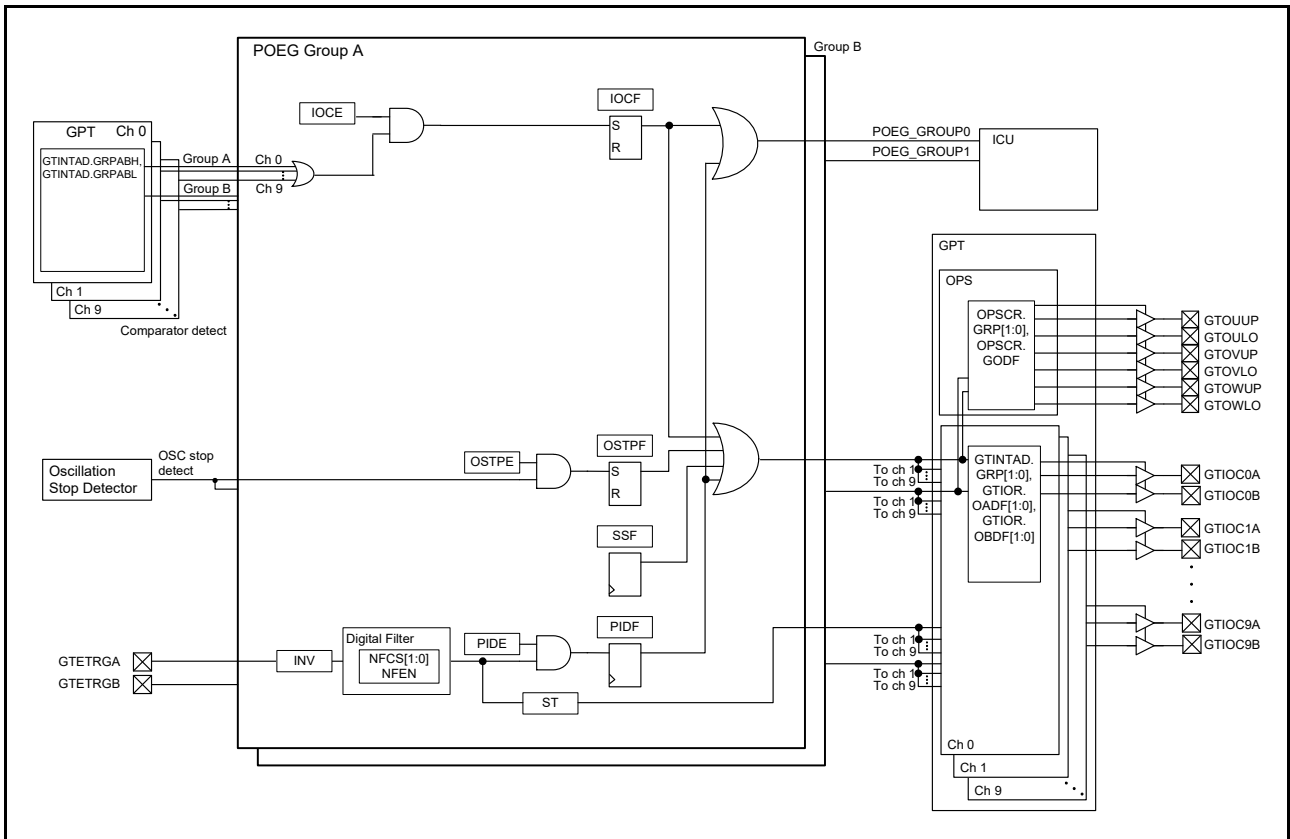 POEG Group A
Group B
GPT Ch 0
GTINTAD.GRPABH,
GTINTAD.GRPABL
Group A
Group B
Ch 1
Ch 9
Comparator detect
Ch 0
Ch 9
IOCE
IOCF
S
R
POEG_GROUP0
POEG_GROUP1
ICU
GPT
OPS
OPSCR.
GRP[1:0],
OPSCR.
GODF
GTOUUP
GTOULO
GTOVUP
GTOVLO
GTOWUP
GTOWLO
Oscillation
Stop Detector
OSC stop
detect
OSTPE
OSTPF
S
R
SSF
To ch 1
To ch 9
To ch 1
To ch 9
GTINTAD.
GRP[1:0],
GTIOR.
OADF[1:0],
GTIOR.
OBDF[1:0]
GTIOC0A
GTIOC0B
GTIOC1A
GTIOC1B
GTIOC9A
GTIOC9B
GTETRGA
GTETRGB
INV
Digital Filter
NFCS[1:0]
NFEN
PIDE
PIDF
ST
To ch 1
To ch 9
To ch 1
To ch 9
Ch 0
Ch 1
Ch 9